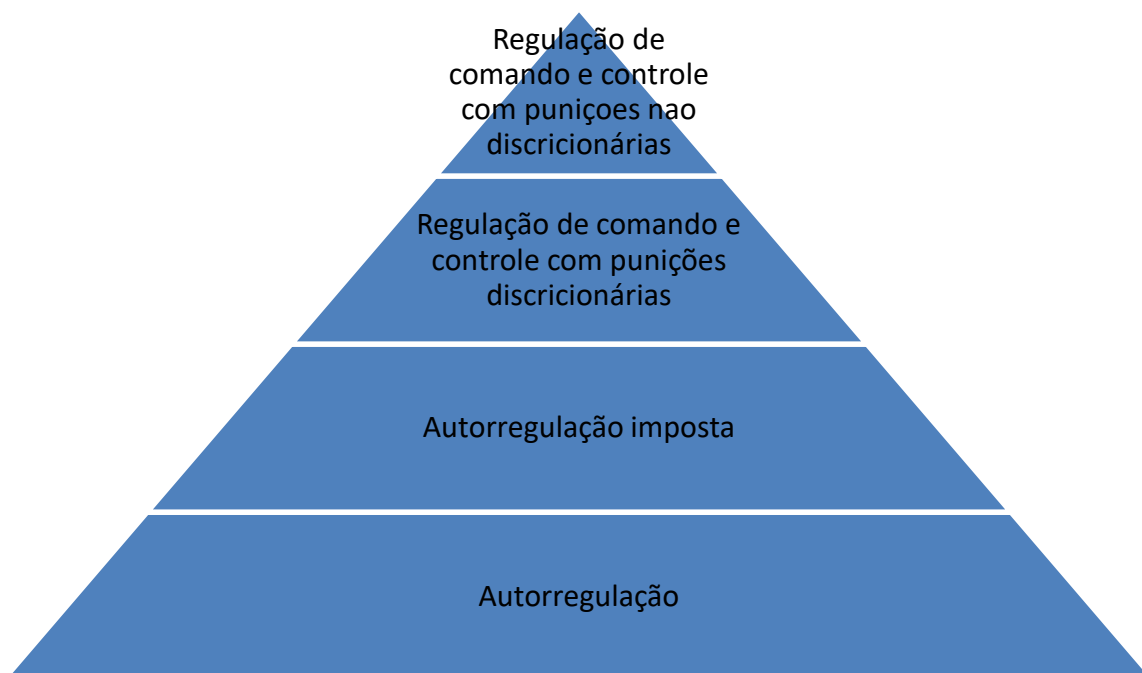 Regulação de
comando e controle
com puniçoes nao
discricionárias
Regulação de comando e
controle com punições
discricionárias
Autorregulação imposta
Autorregulação